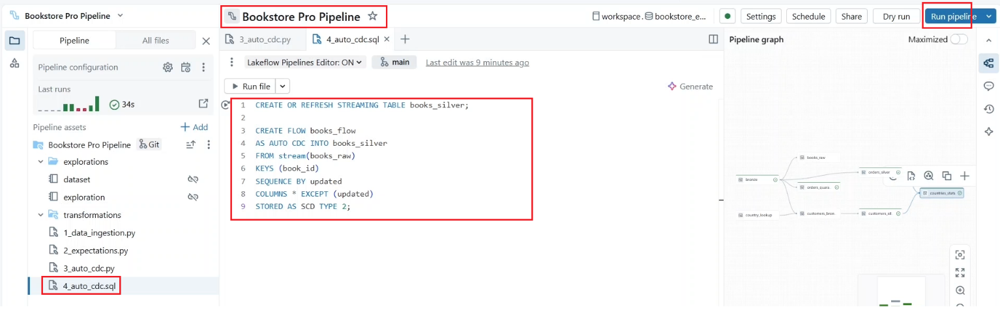 Bookstore Pro Pipeline
Bookstore Pro Pipeline
workspace. bookstore_e...
Settings
Schedule
Share
Dry run
Run pipeline
Pipeline
All files
3_auto_cdc.py
4_auto_cdc.sql
Pipeline graph
Maximized
Pipeline configuration
Lakeflow Pipelines Editor: ON
main
Last edit was 9 minutes ago
Last runs
34s
Run file
Generate
Pipeline assets
Add
Bookstore Pro Pipeline
Git
explorations
dataset
exploration
transformations
1_data_ingestion.py
2_expectations.py
3_auto_cdc.py
4_auto_cdc.sql
1 CREATE OR REFRESH STREAMING TABLE books_silver;
2
3 CREATE FLOW books_flow
4 AS AUTO CDC INTO books_silver
5 FROM stream(books_raw)
6 KEYS (book_id)
7 SEQUENCE BY updated
8 COLUMNS * EXCEPT (updated)
9 STORED AS SCD TYPE 2;
books_raw
bronze
orders_silver
orders_quara..
countries_stats
country_lookup
customers_bron..
customers_sil